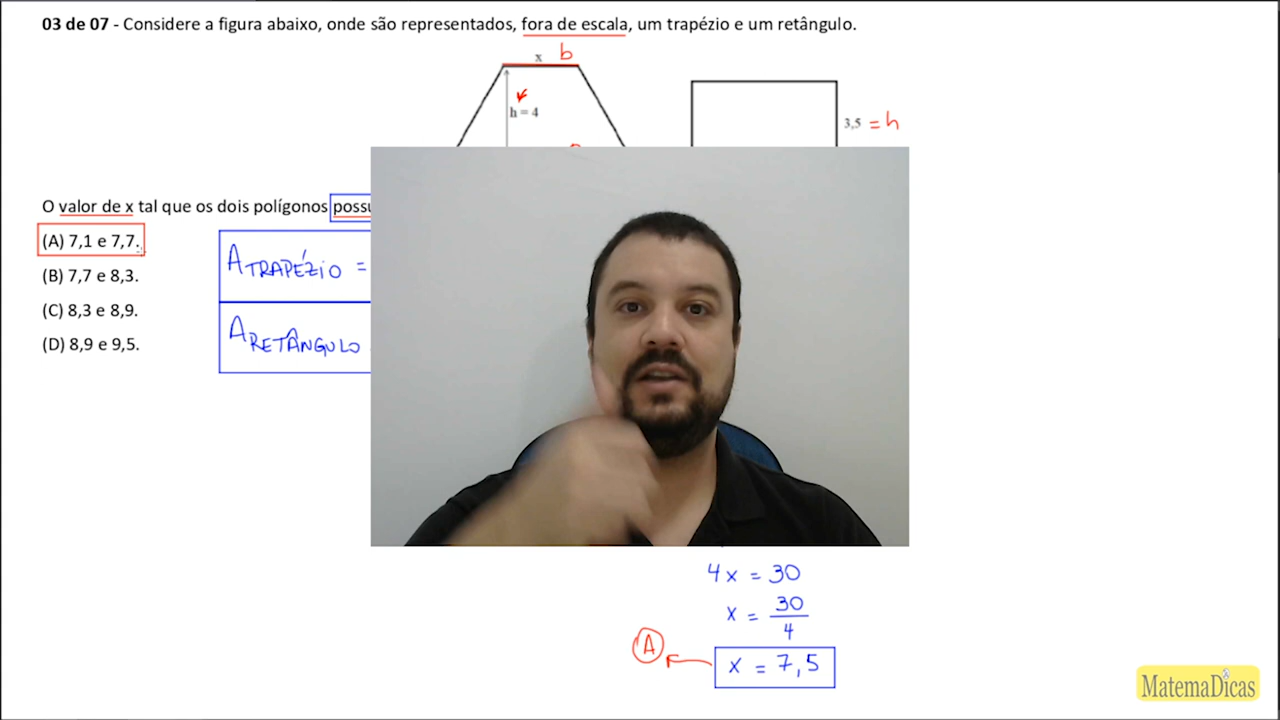 03 de 07 - Considere a figura abaixo, onde são representados, fora de escala, um trapézio e um retângulo.
x b
h = 4
3,5 = h
O valor de x tal que os dois polígonos
(A) 7,1 e 7,7.
(B) 7,7 e 8,3.
(C) 8,3 e 8,9.
(D) 8,9 e 9,5.
A TRAPÉZIO =
A RETÂNGULO
4x = 30
x = 30/4
A
x = 7,5
MatemaDicas